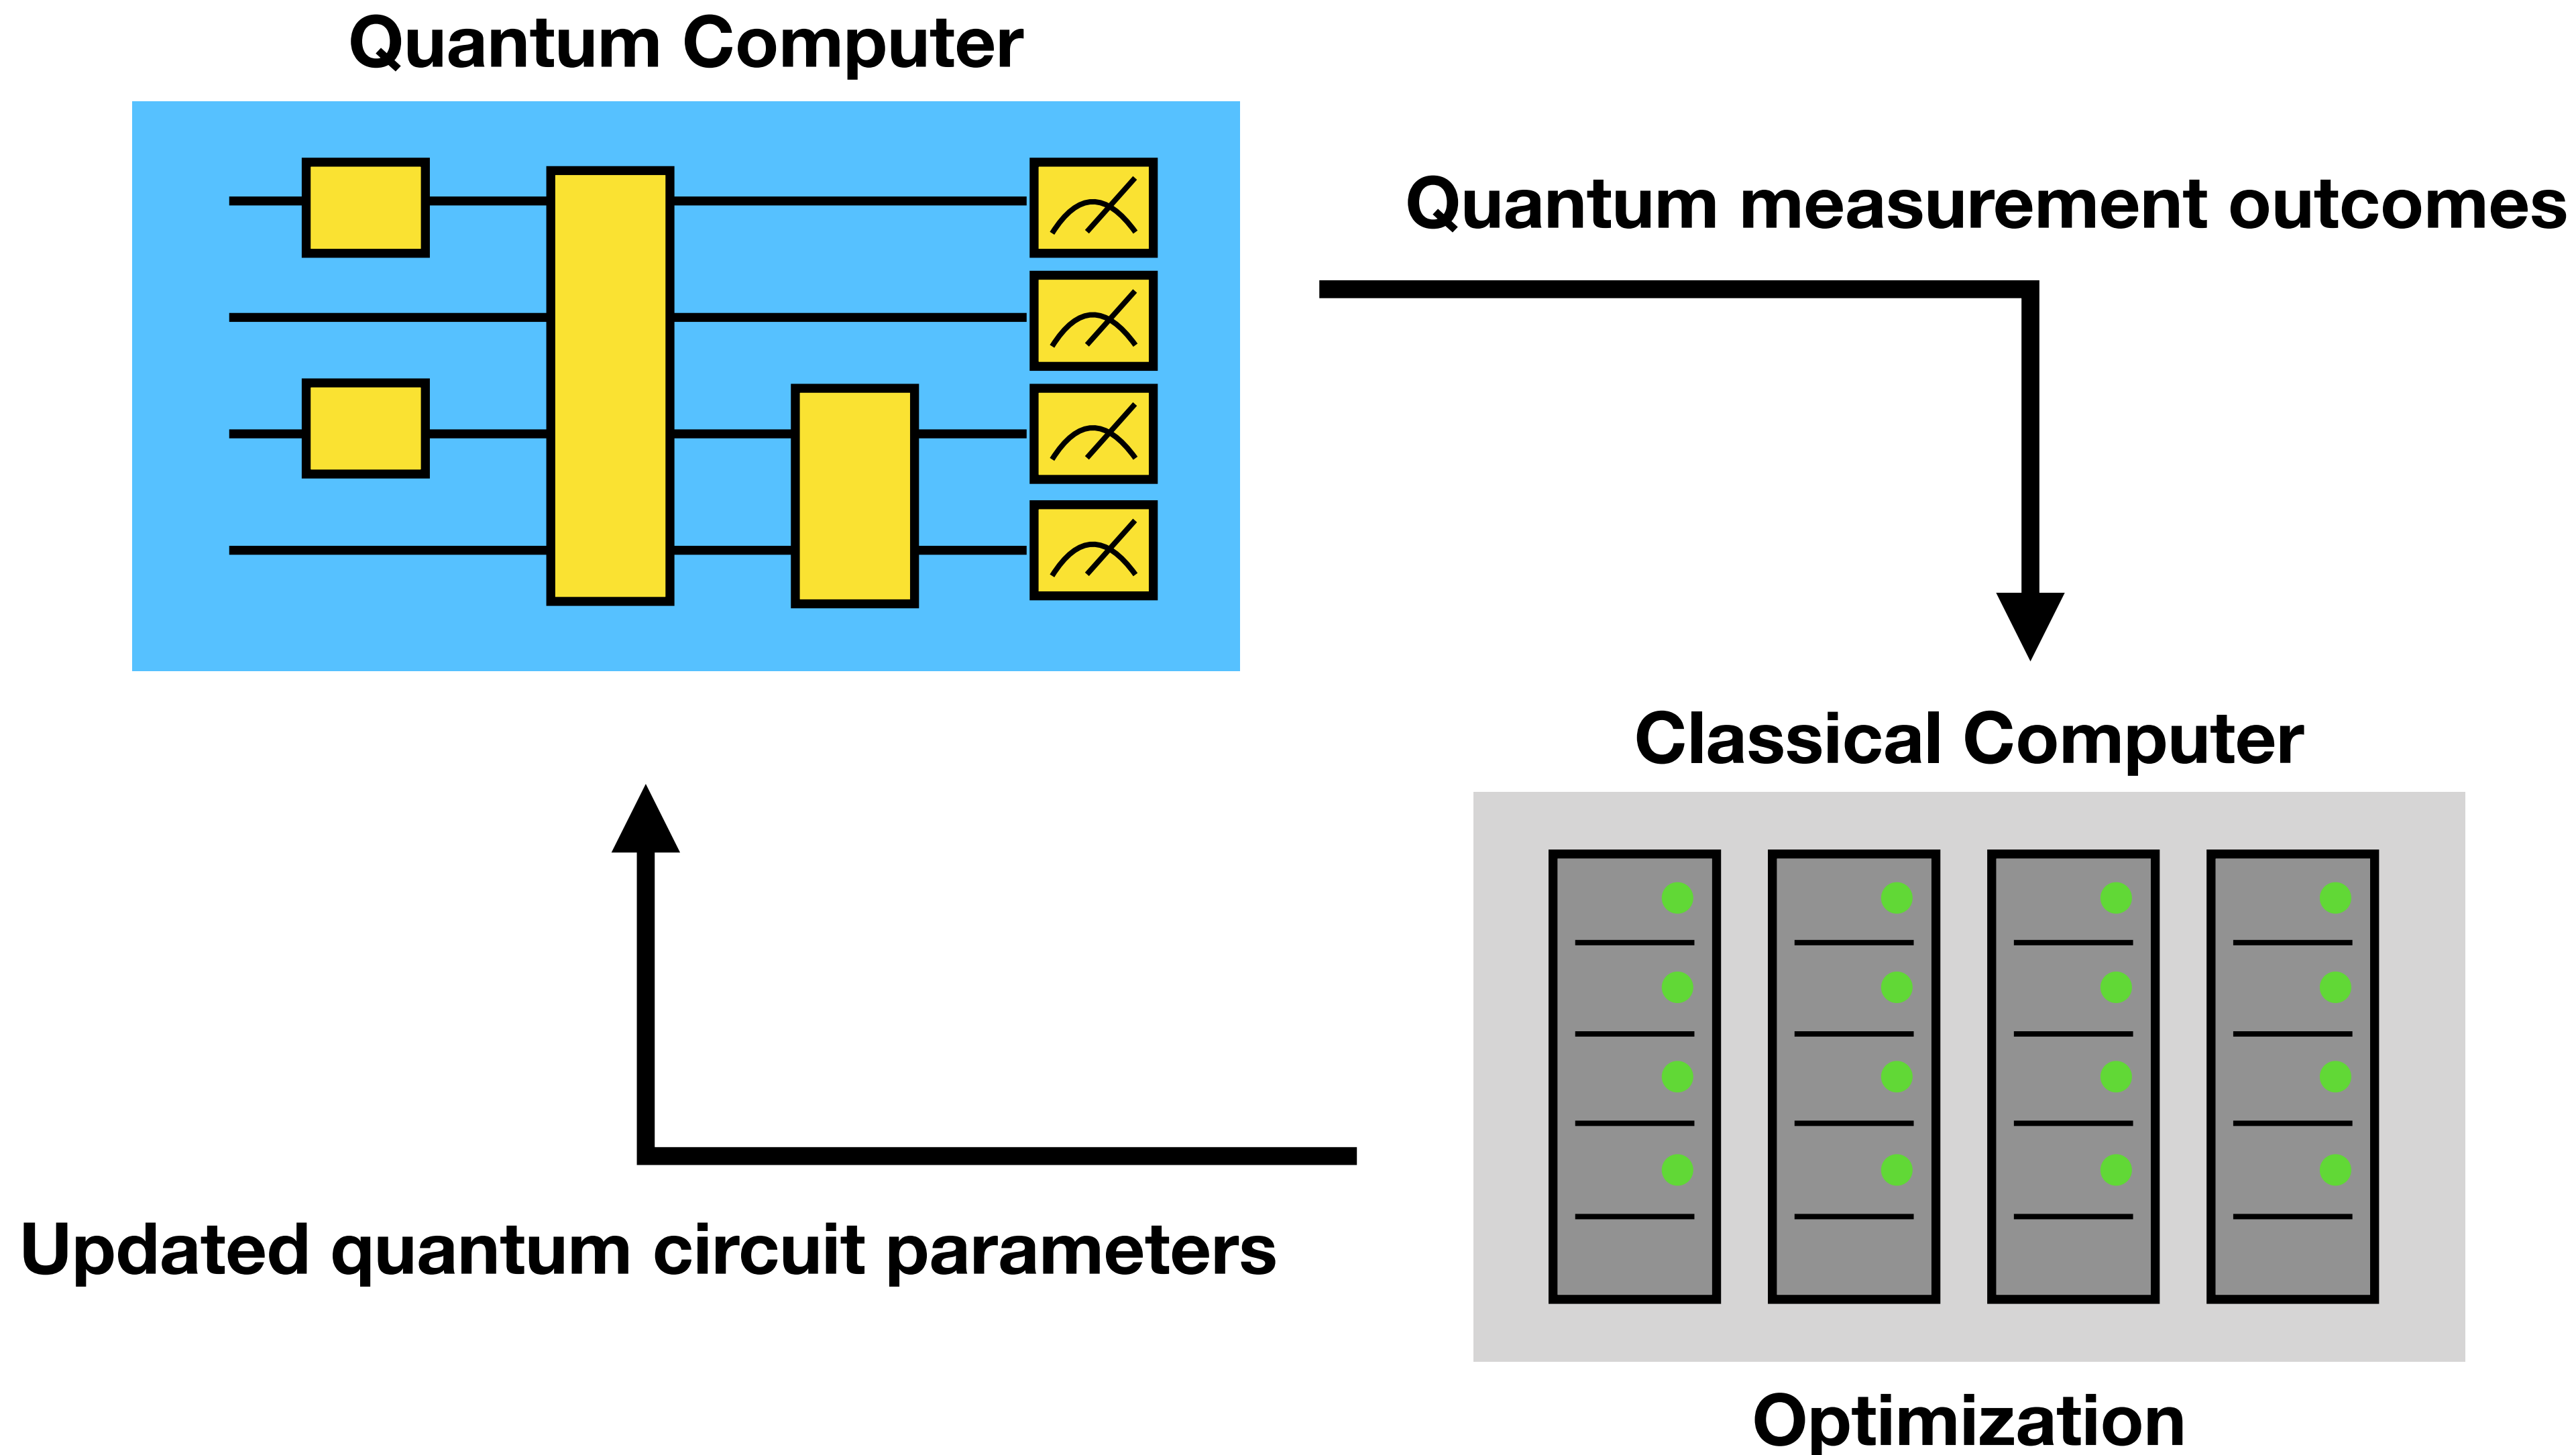 Quantum Computer
Quantum measurement outcomes
Classical Computer
Updated quantum circuit parameters
Optimization